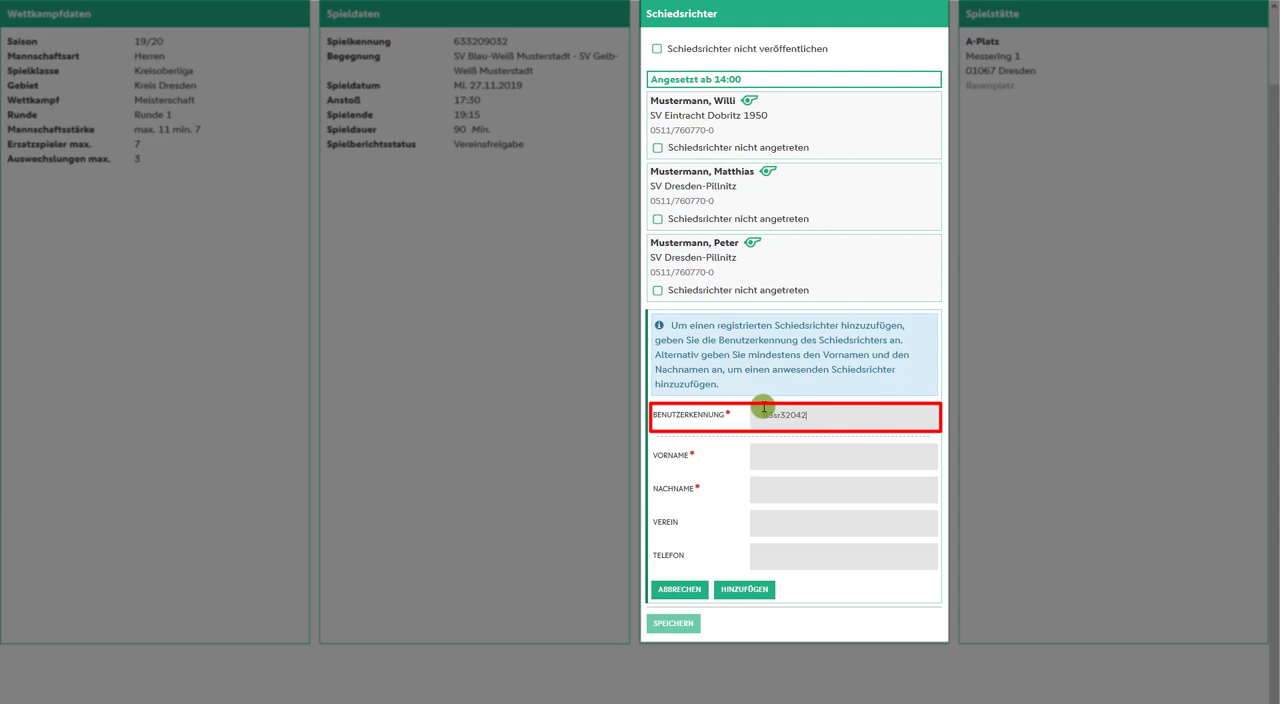 Wettkampfdaten
Saison 19/20
Mannschaftsart Herren
Spielklasse Kreisoberliga
Gebiet Kreis Dresden
Wettkampf Meisterschaft
Runde Runde 1
Mannschaftsstärke max. 11 min. 7
Ersatzspieler max. 7
Auswechslungen max. 3
Spieldaten
Spielkennung 633209032
Begegnung SV Blau-Weiß Musterstadt - SV Gelb-
Weiß Musterstadt
Spieldatum Mi. 27.11.2019
Anstoß 17:30
Spielende 19:15
Spieldauer 90 Min.
Spielberichtsstatus Vereinsfreigabe
Schiedsrichter
Schiedsrichter nicht veröffentlichen
Angesetzt ab 14:00
Mustermann, Willi
SV Eintracht Dobritz 1950
0511/760770-0
Schiedsrichter nicht angetreten
Mustermann, Matthias
SV Dresden-Pillnitz
0511/760770-0
Schiedsrichter nicht angetreten
Mustermann, Peter
SV Dresden-Pillnitz
0511/760770-0
Schiedsrichter nicht angetreten
Um einen registrierten Schiedsrichter hinzuzufügen,
geben Sie die Benutzerkennung des Schiedsrichters an.
Alternativ geben Sie mindestens den Vornamen und den
Nachnamen an, um einen anwesenden Schiedsrichter
hinzuzufügen.
BENUTZERKENNUNG*
VORNAME*
NACHNAME*
VEREIN
TELEFON
ABBRECHEN HINZUFÜGEN
SPEICHERN
Spielstätte
A-Platz
Messering 1
01067 Dresden
Rasenplatz